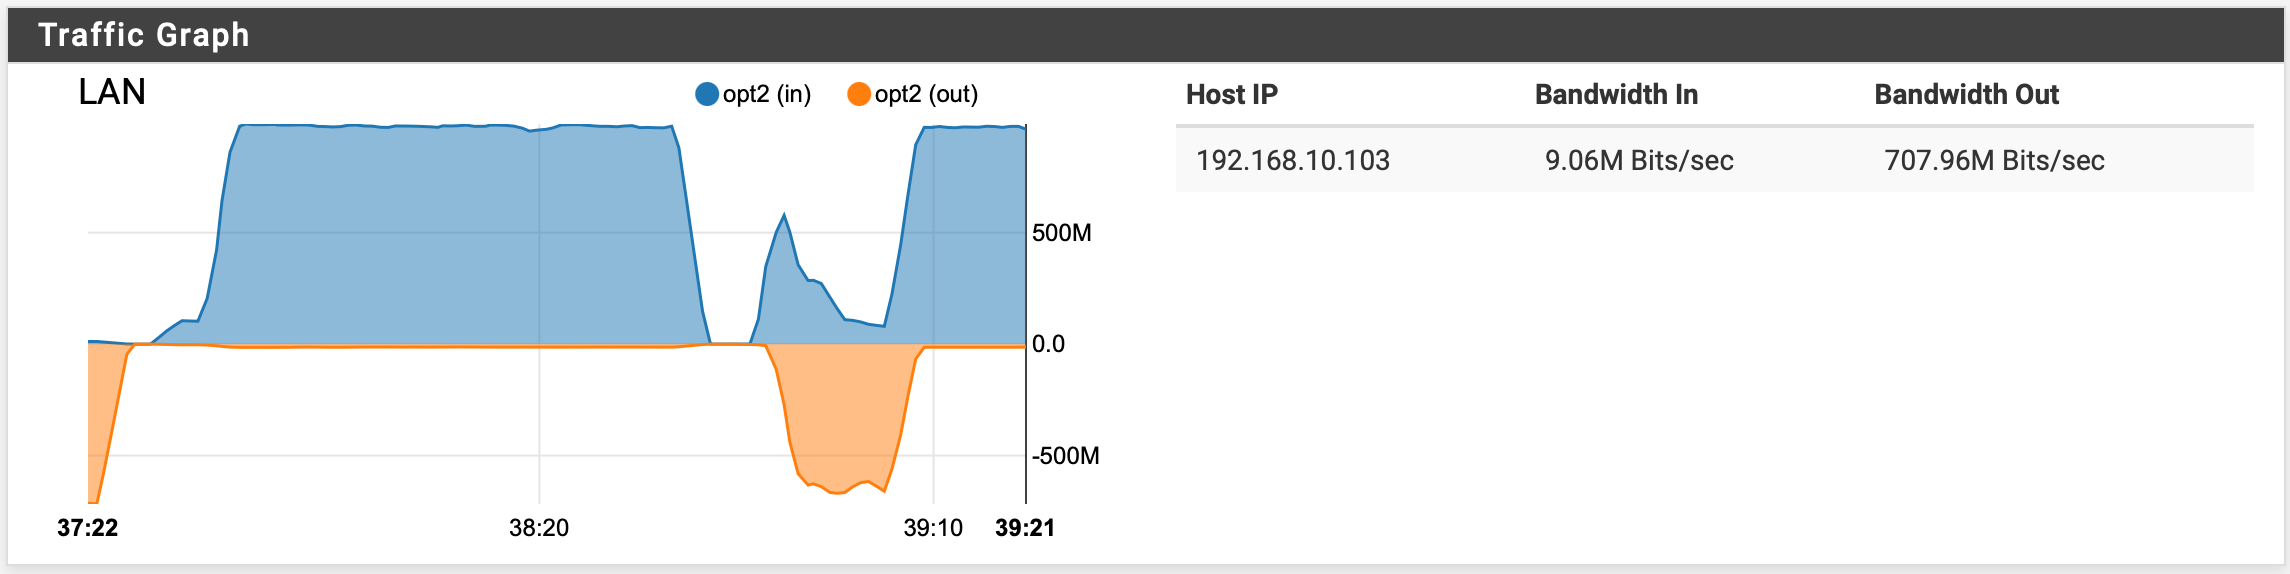 Traffic Graph
LAN
opt2 (in) opt2 (out)
500M
0.0
-500M
37:22 38:20 39:10 39:21
Host IP Bandwidth In Bandwidth Out
192.168.10.103 9.06M Bits/sec 707.96M Bits/sec